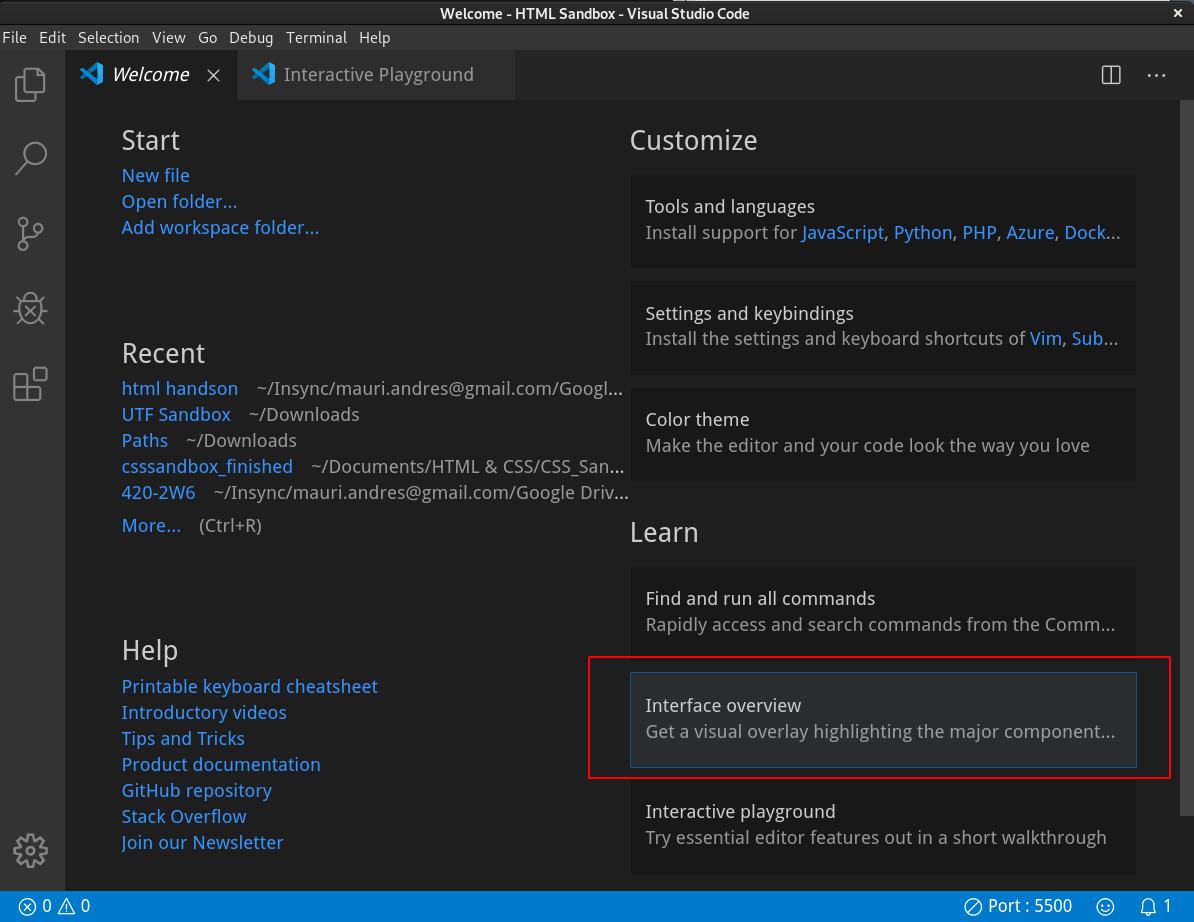 Welcome - HTML Sandbox - Visual Studio Code
File Edit Selection View Go Debug Terminal Help
Welcome
Interactive Playground
Start
New file
Open folder...
Add workspace folder...
Recent
html handson ~/Insync/mauri.andres@gmail.com/Googl...
UTF Sandbox ~/Downloads
Paths ~/Downloads
csssandbox_finished ~/Documents/HTML & CSS/CSS_San...
420-2W6 ~/Insync/mauri.andres@gmail.com/Google Driv...
More... (Ctrl+R)
Help
Printable keyboard cheatsheet
Introductory videos
Tips and Tricks
Product documentation
GitHub repository
Stack Overflow
Join our Newsletter
Customize
Tools and languages
Install support for JavaScript, Python, PHP, Azure, Dock...
Settings and keybindings
Install the settings and keyboard shortcuts of Vim, Sub...
Color theme
Make the editor and your code look the way you love
Learn
Find and run all commands
Rapidly access and search commands from the Comm...
Interface overview
Get a visual overlay highlighting the major component...
Interactive playground
Try essential editor features out in a short walkthrough
0 0
Port : 5500
1